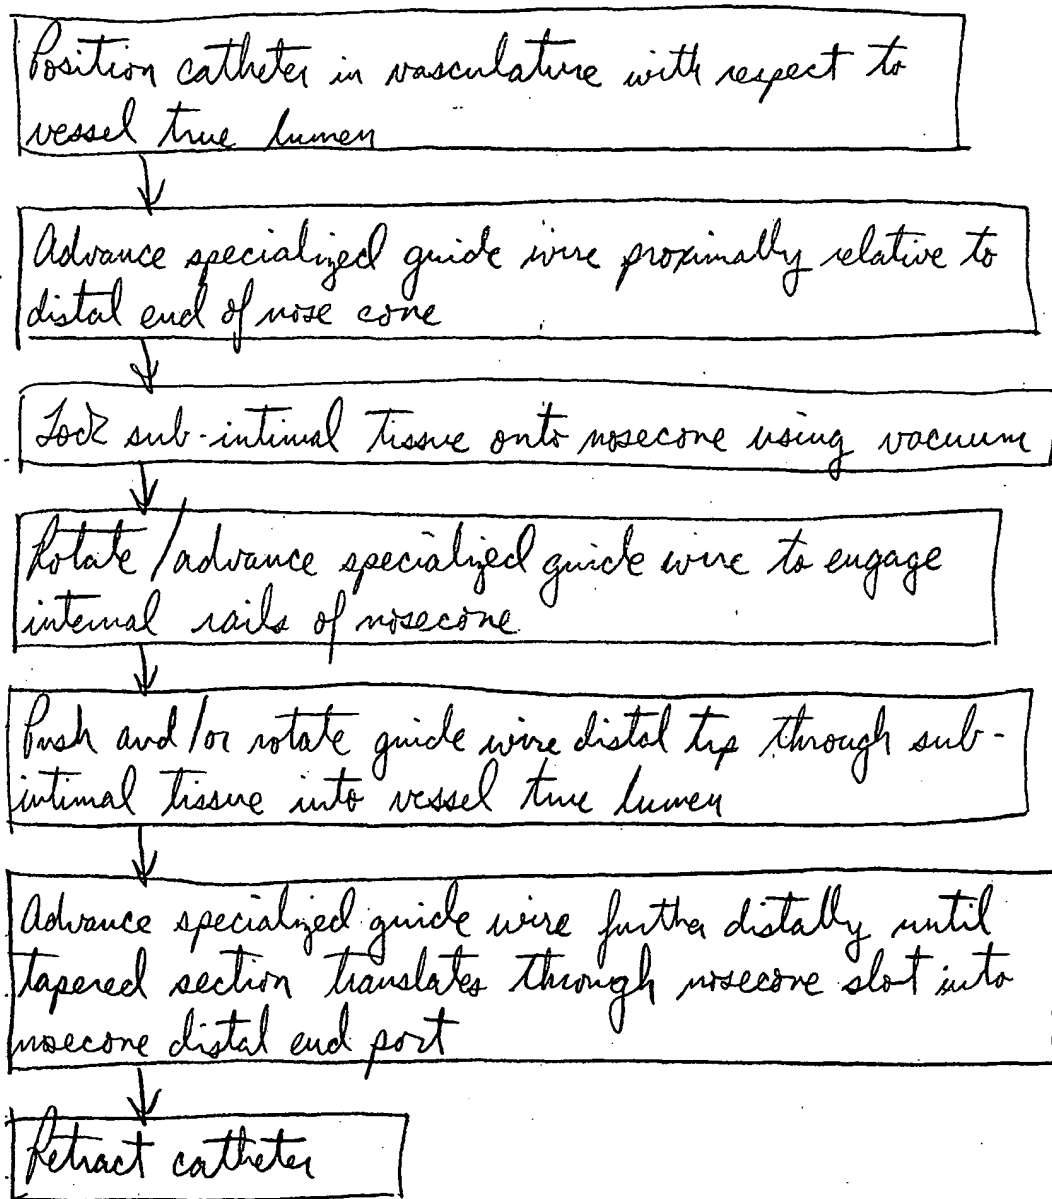 Position catheter in vasculature with respect to
vessel true lumen
Advance specialized guide wire proximally relative to
distal end of nose cone
Lock sub-intimal tissue onto nosecone using vacuum
Rotate/advance specialized guide wire to engage
internal rails of nosecone
Push and/or rotate guide wire distal tip through sub-
intimal tissue into vessel true lumen
Advance specialized guide wire further distally until
tapered section translates through nosecone slot into
nosecone distal end port
Retract catheter